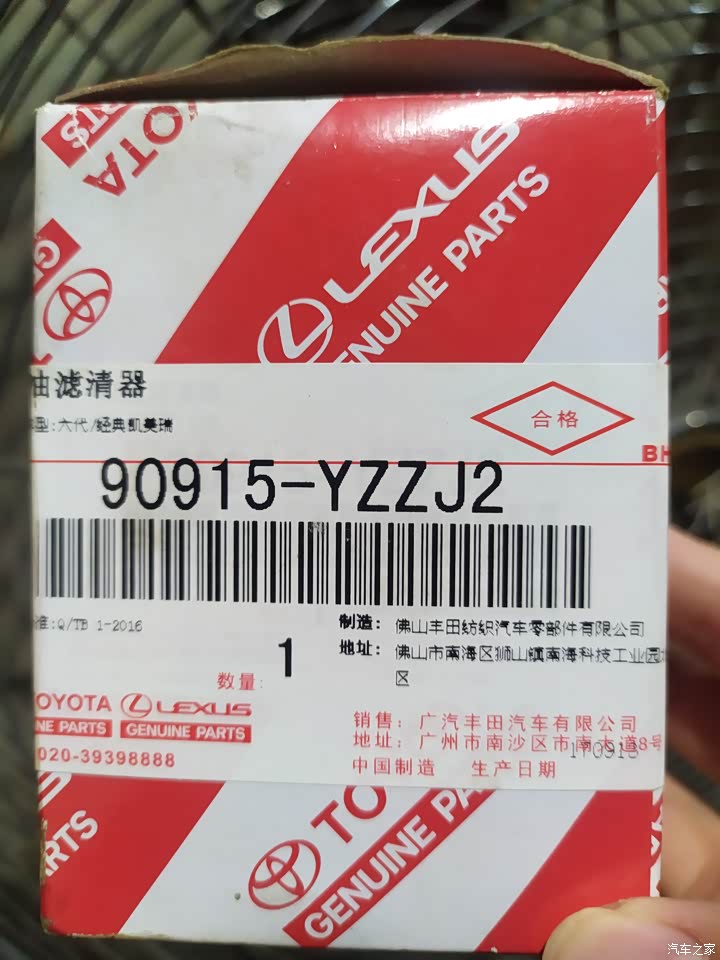 TOYOTA
PARTS
LEXUS
GENUINE PARTS
油滤清器
型:六代/经典凯美瑞
合格
BH
90915-YZZJ2
准:Q/TB 1-2016
制造: 佛山丰田纺织汽车零部件有限公司
地址: 佛山市南海区狮山镇南海科技工业园
区
数量: 1
TOYOTA LEXUS
NE PARTS GENUINE PARTS
020-39398888
销售: 广汽丰田汽车有限公司
地址: 广州市南沙区市南大道8号
中国制造 生产日期
170913
ARTS
TO
GENUINE PA
汽车之家